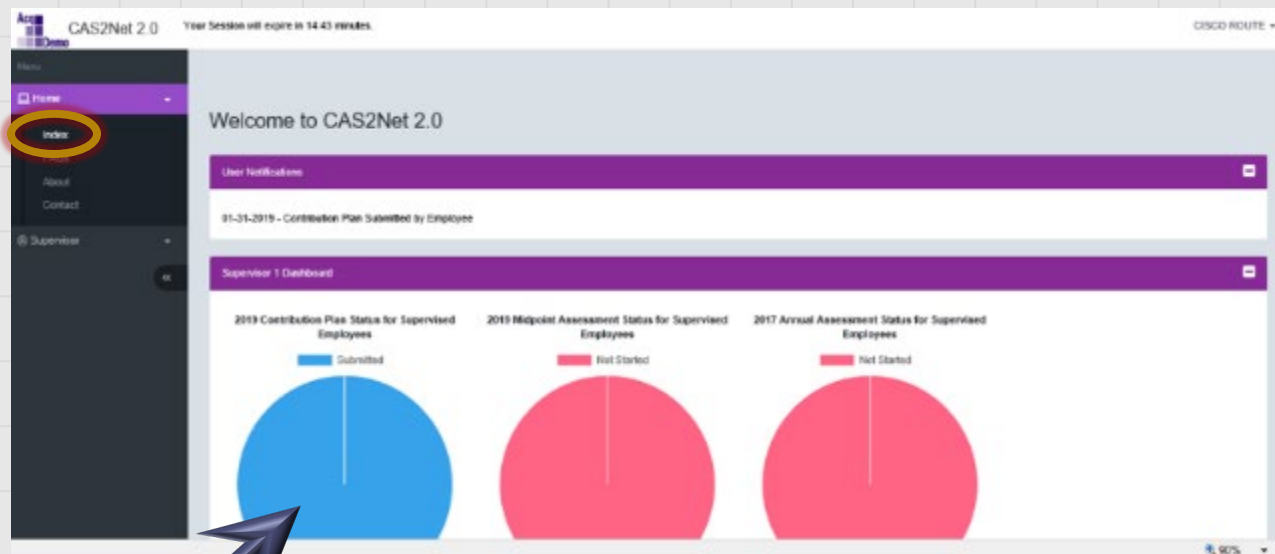 Acq
Demo
CAS2Net 2.0
Your Session will expire in 14:43 minutes.
CISCO ROUTE
Menu
Home
Index
About
Contact
Supervisor
Welcome to CAS2Net 2.0
User Notifications
01-31-2019 - Contribution Plan Submitted by Employee
Supervisor 1 Dashboard
2019 Contribution Plan Status for Supervised
Employees
Submitted
2019 Midpoint Assessment Status for Supervised
Employees
Not Started
2017 Annual Assessment Status for Supervised
Employees
Not Started
90%